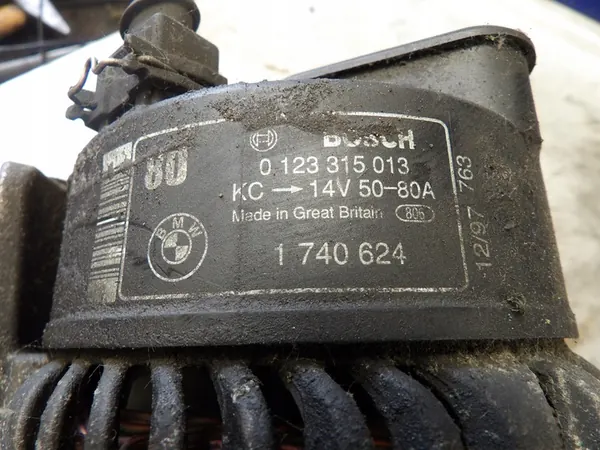 80
BOSCH
0 123 315 013
KC → 14V 50-80A
Made in Great Britain 806
BMW
1 740 624
12/97 763